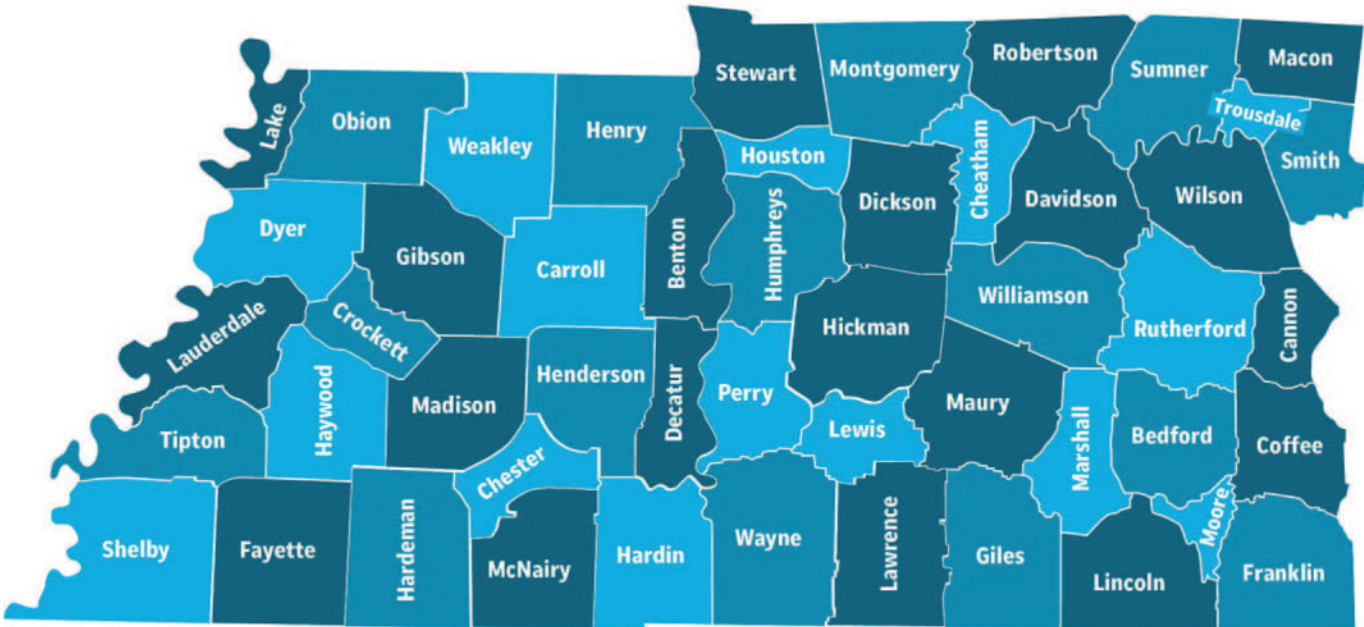 Stewart
Montgomery
Robertson
Sumner
Macon
Trousdale
Lake
Obion
Weakley
Henry
Houston
Cheatham
Smith
Dickson
Davidson
Wilson
Dyer
Gibson
Carroll
Benton
Humphreys
Williamson
Rutherford
Cannon
Lauderdale
Crockett
Hickman
Haywood
Madison
Henderson
Decatur
Perry
Lewis
Maury
Marshall
Bedford
Coffee
Tipton
Chester
Shelby
Fayette
Hardeman
McNairy
Hardin
Wayne
Lawrence
Giles
Lincoln
Moore
Franklin